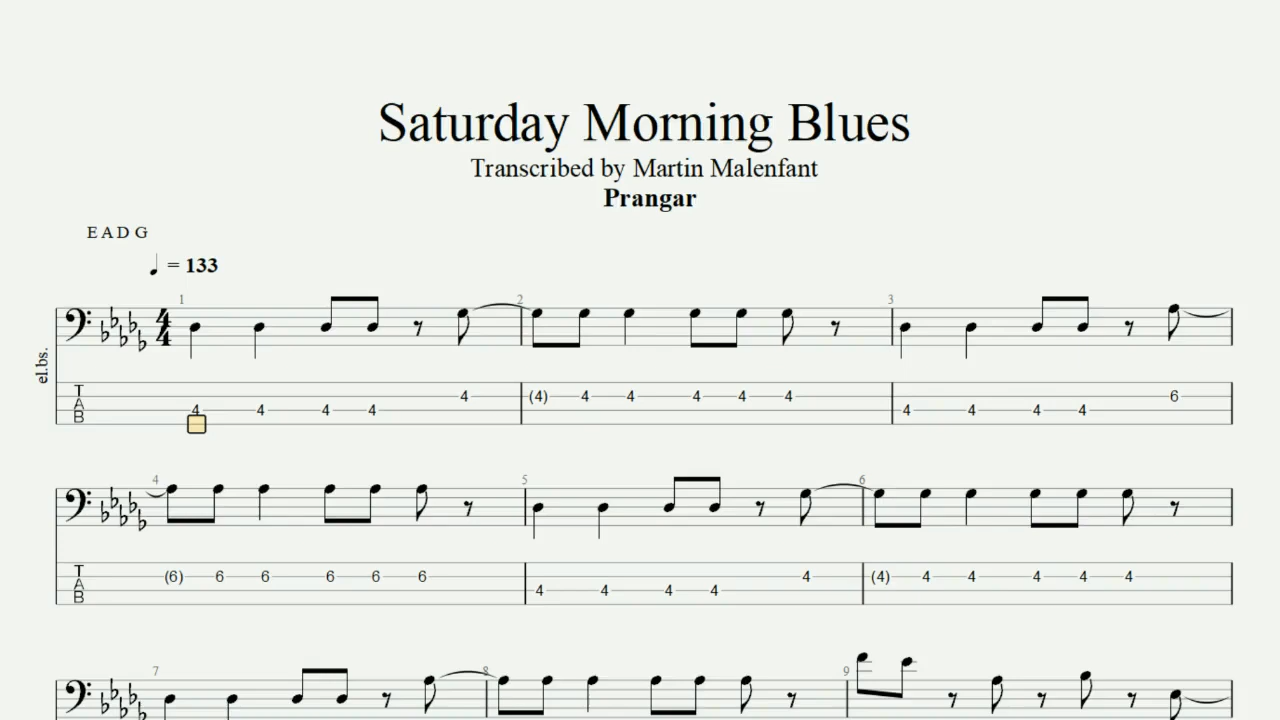 Saturday Morning Blues
Transcribed by Martin Malenfant
Prangar
E A D G
= 133
1 2 3
4
4
el.bs.
T
A
B
4 (4) 4 4 4 4 4 6
4 4 4 4 4 4 4 4
4 5 6
T
A
B
(6) 6 6 6 6 6 4 (4) 4 4 4 4 4
4 4 4 4
7 8 9